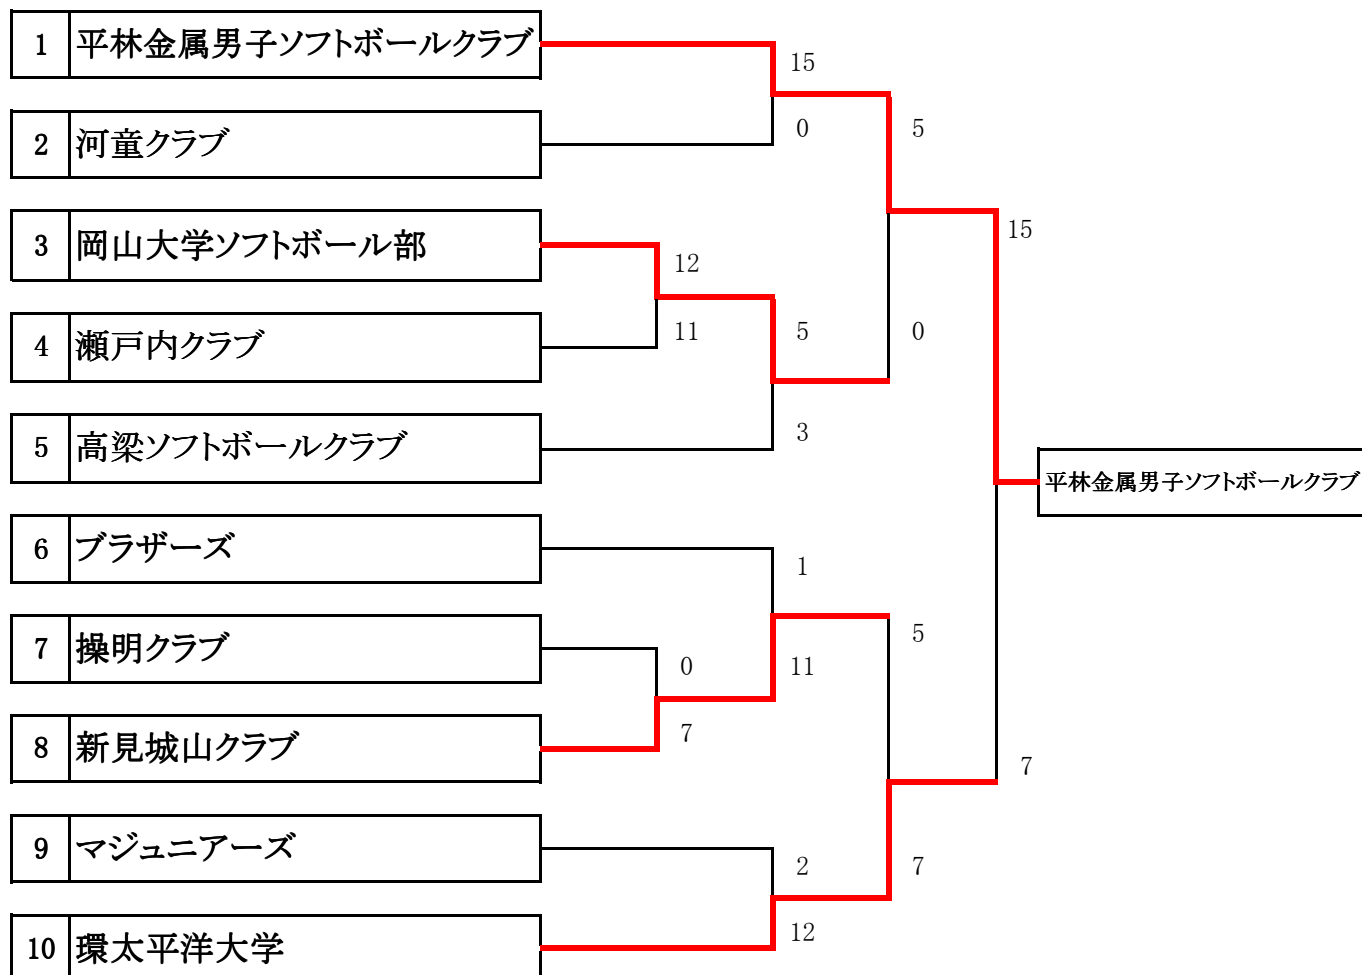 1 平林金属男子ソフトボールクラブ
15
0
2 河童クラブ
5
3 岡山大学ソフトボール部
15
12
4 瀬戸内クラブ
11
5
0
5 高梁ソフトボールクラブ
3
平林金属男子ソフトボールクラブ
6 ブラザーズ
1
7 操明クラブ
5
0
11
8 新見城山クラブ
7
7
9 マジュニアーズ
2
7
12
10 環太平洋大学